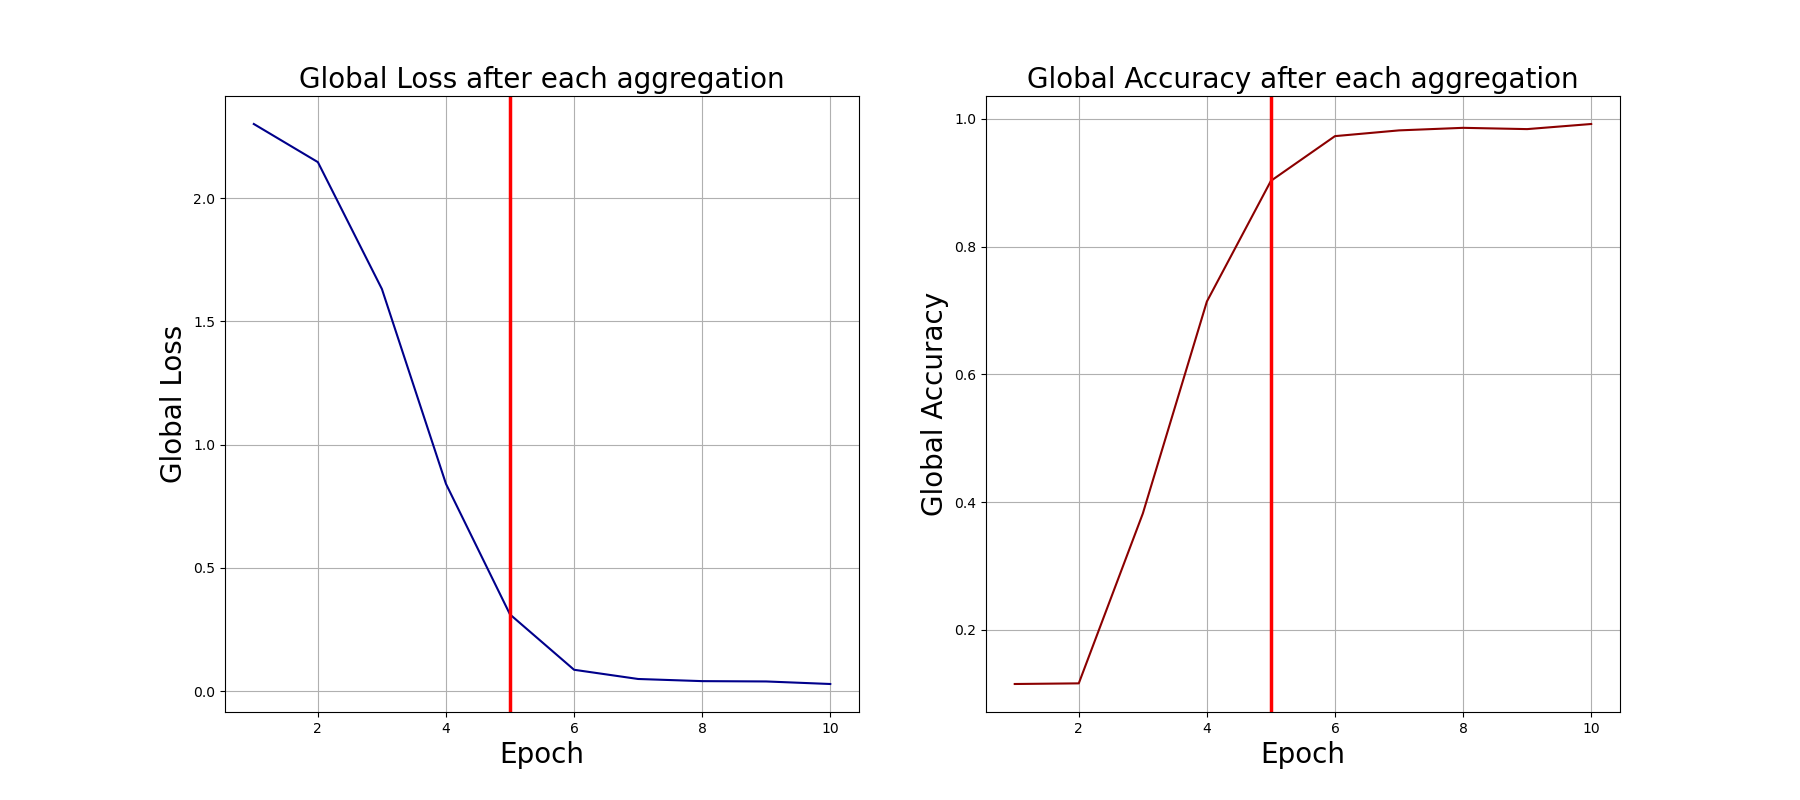 Global Loss after each aggregation
Global Loss
2.0
1.5
1.0
0.5
0.0
2 4 6 8 10
Epoch
Global Accuracy after each aggregation
Global Accuracy
1.0
0.8
0.6
0.4
0.2
2 4 6 8 10
Epoch